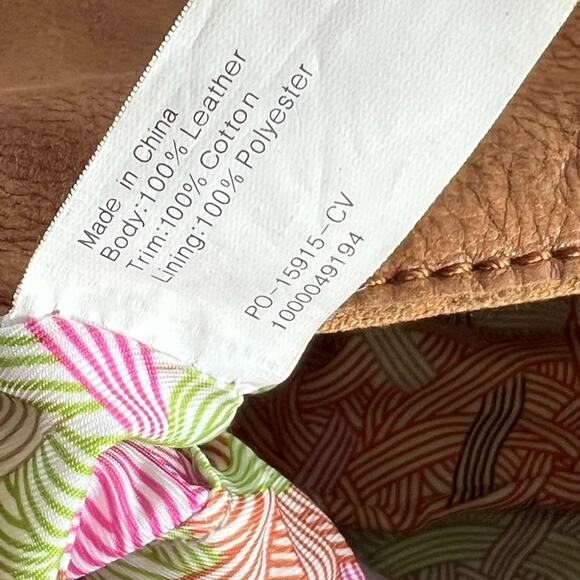 Made in China
Body:100% Leather
Trim:100% Cotton
Lining:100% Polyester
PO-15915-CV
1000049194